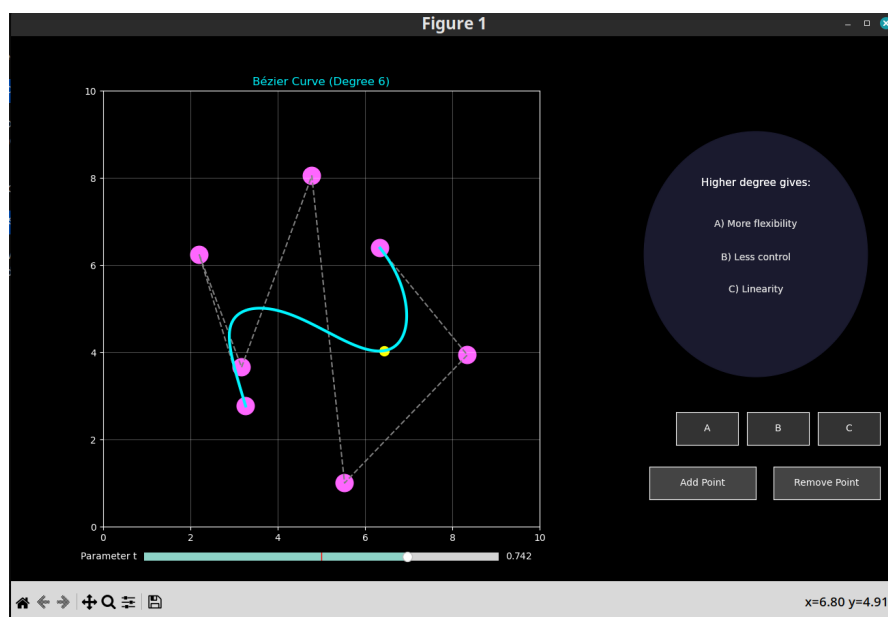 Figure 1
Bézier Curve (Degree 6)
10
8
6
4
2
0
0 2 4 6 8 10
Parameter t 0.742
Higher degree gives:
A) More flexibility
B) Less control
C) Linearity
A B C
Add Point Remove Point
x=6.80 y=4.91